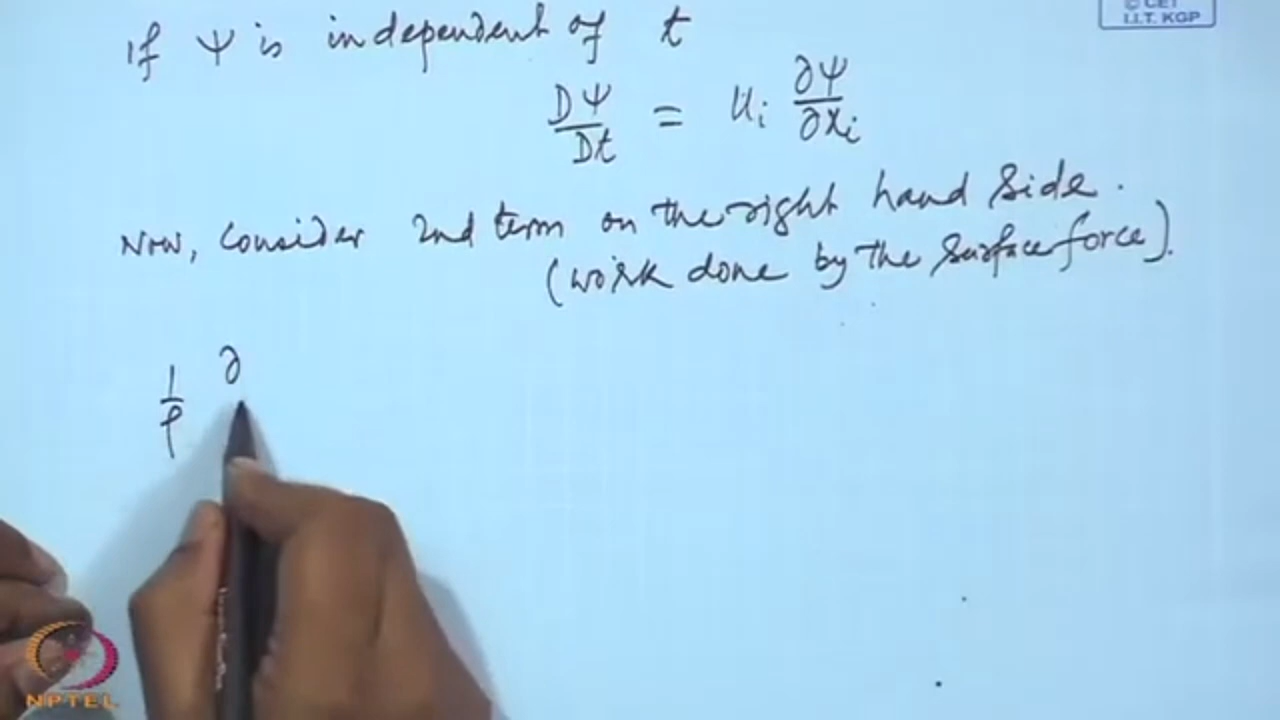 © CET
I.I.T. KGP
If Ψ is independent of t
DΨ/Dt = Ui ∂Ψ/∂xi
Now, Consider 2nd term on the right hand side.
(work done by the surface force).
1/ρ ∂
NPTEL